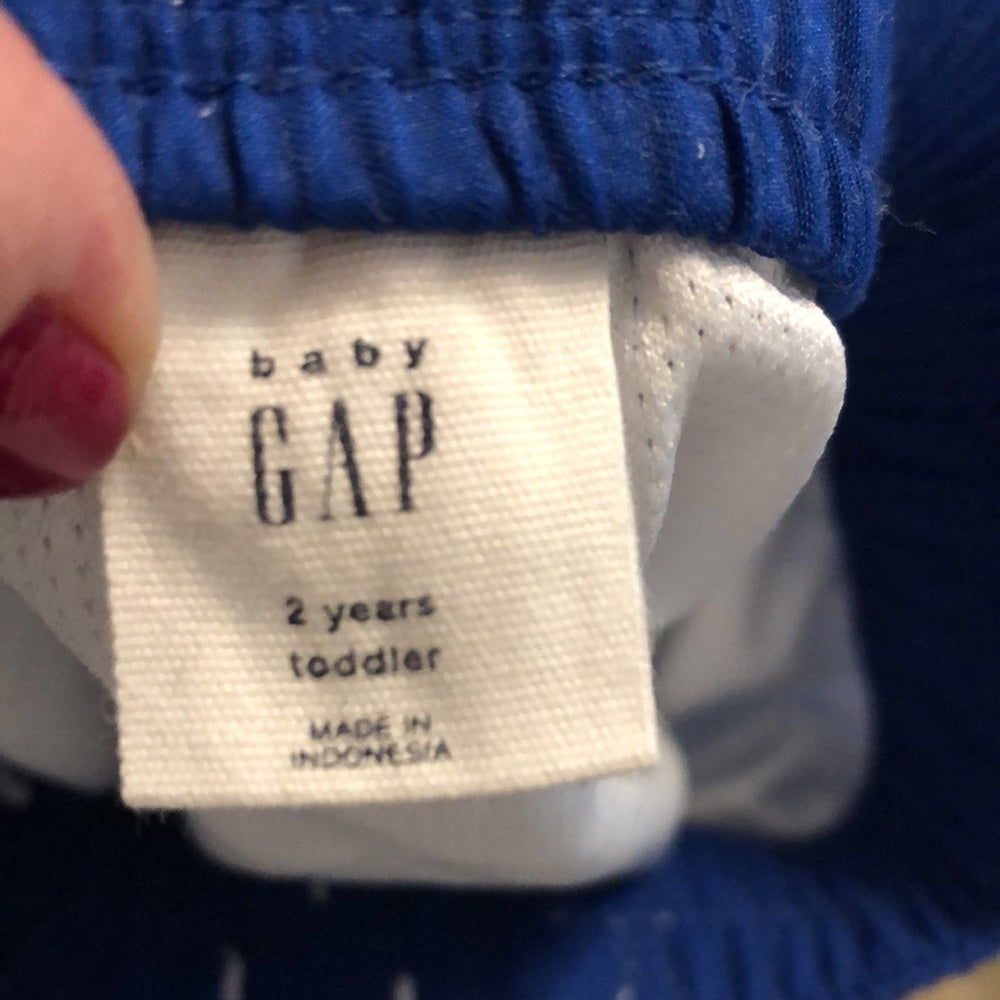 baby
GAP
2 years
toddler
MADE IN
INDONESIA